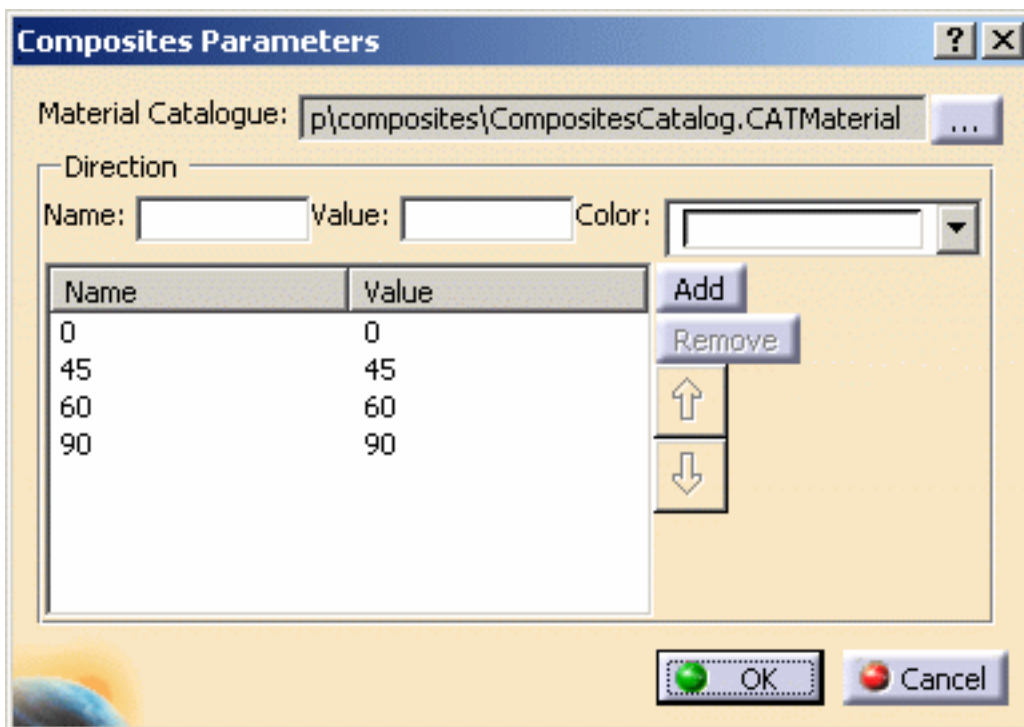 Composites Parameters
Material Catalogue: p\composites\CompositesCatalog.CATMaterial ...
Direction
Name: Value: Color:
Name Value Add
0 0 Remove
45 45
60 60
90 90
OK Cancel